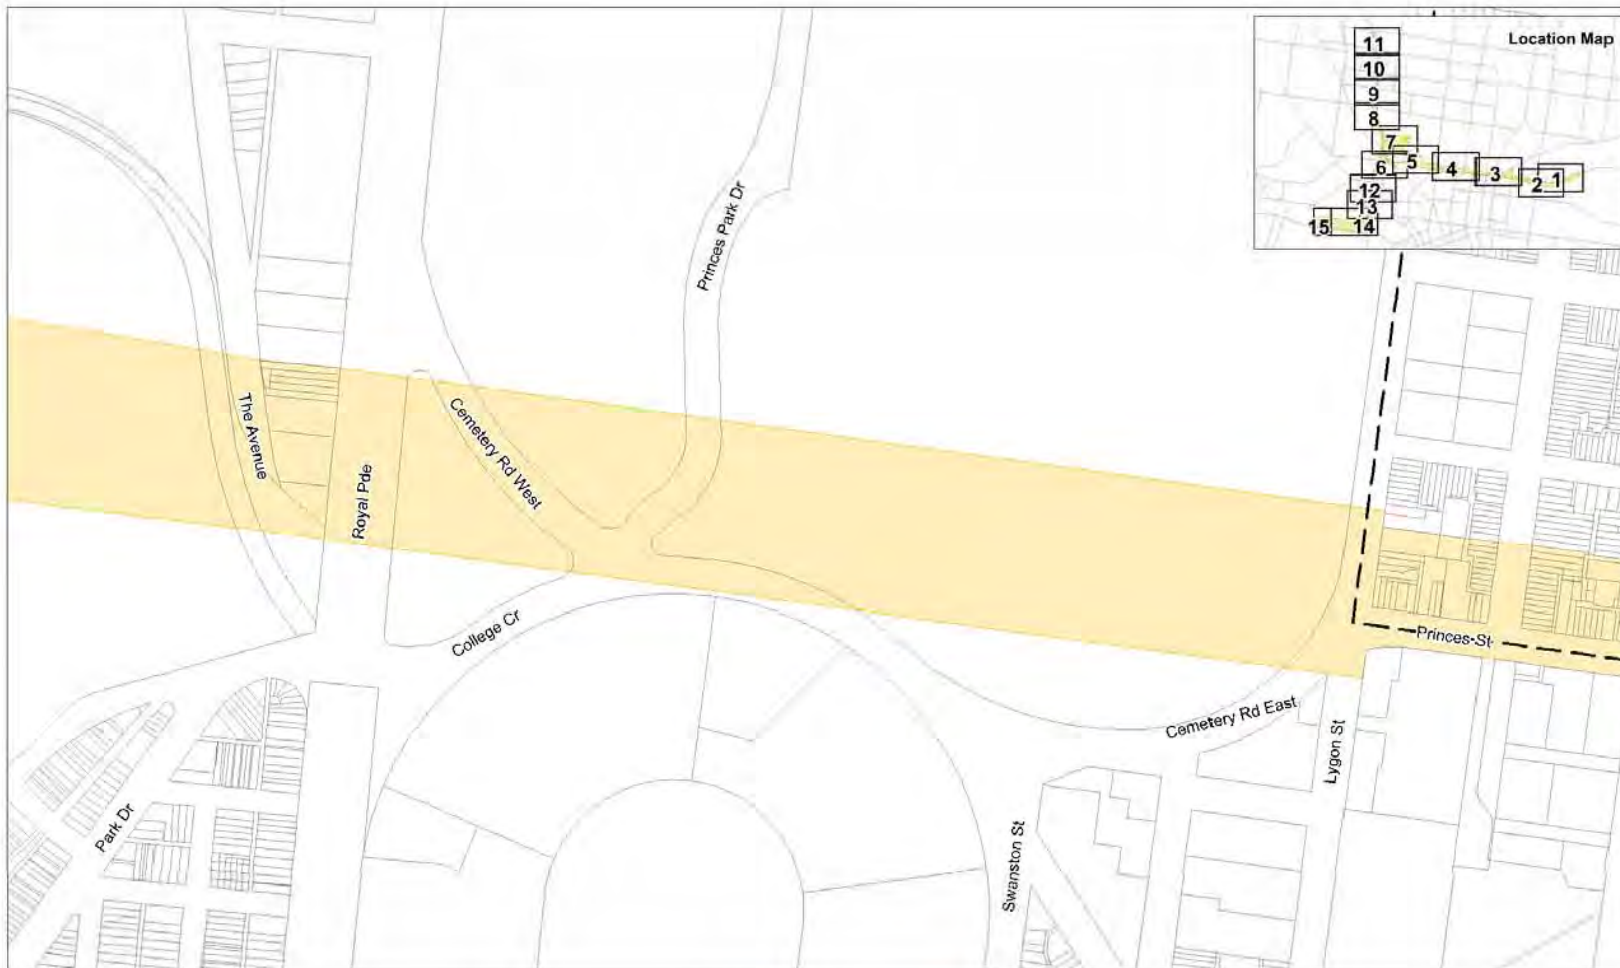 Location Map
11
10
9
8
7
6
5
4
3
2
1
12
13
15
14
Princes Park Dr
The Avenue
Royal Pde
Cemetery Rd West
College Cr
Princes St
Cemetery Rd East
Lygon St
Park Dr
Swanston St